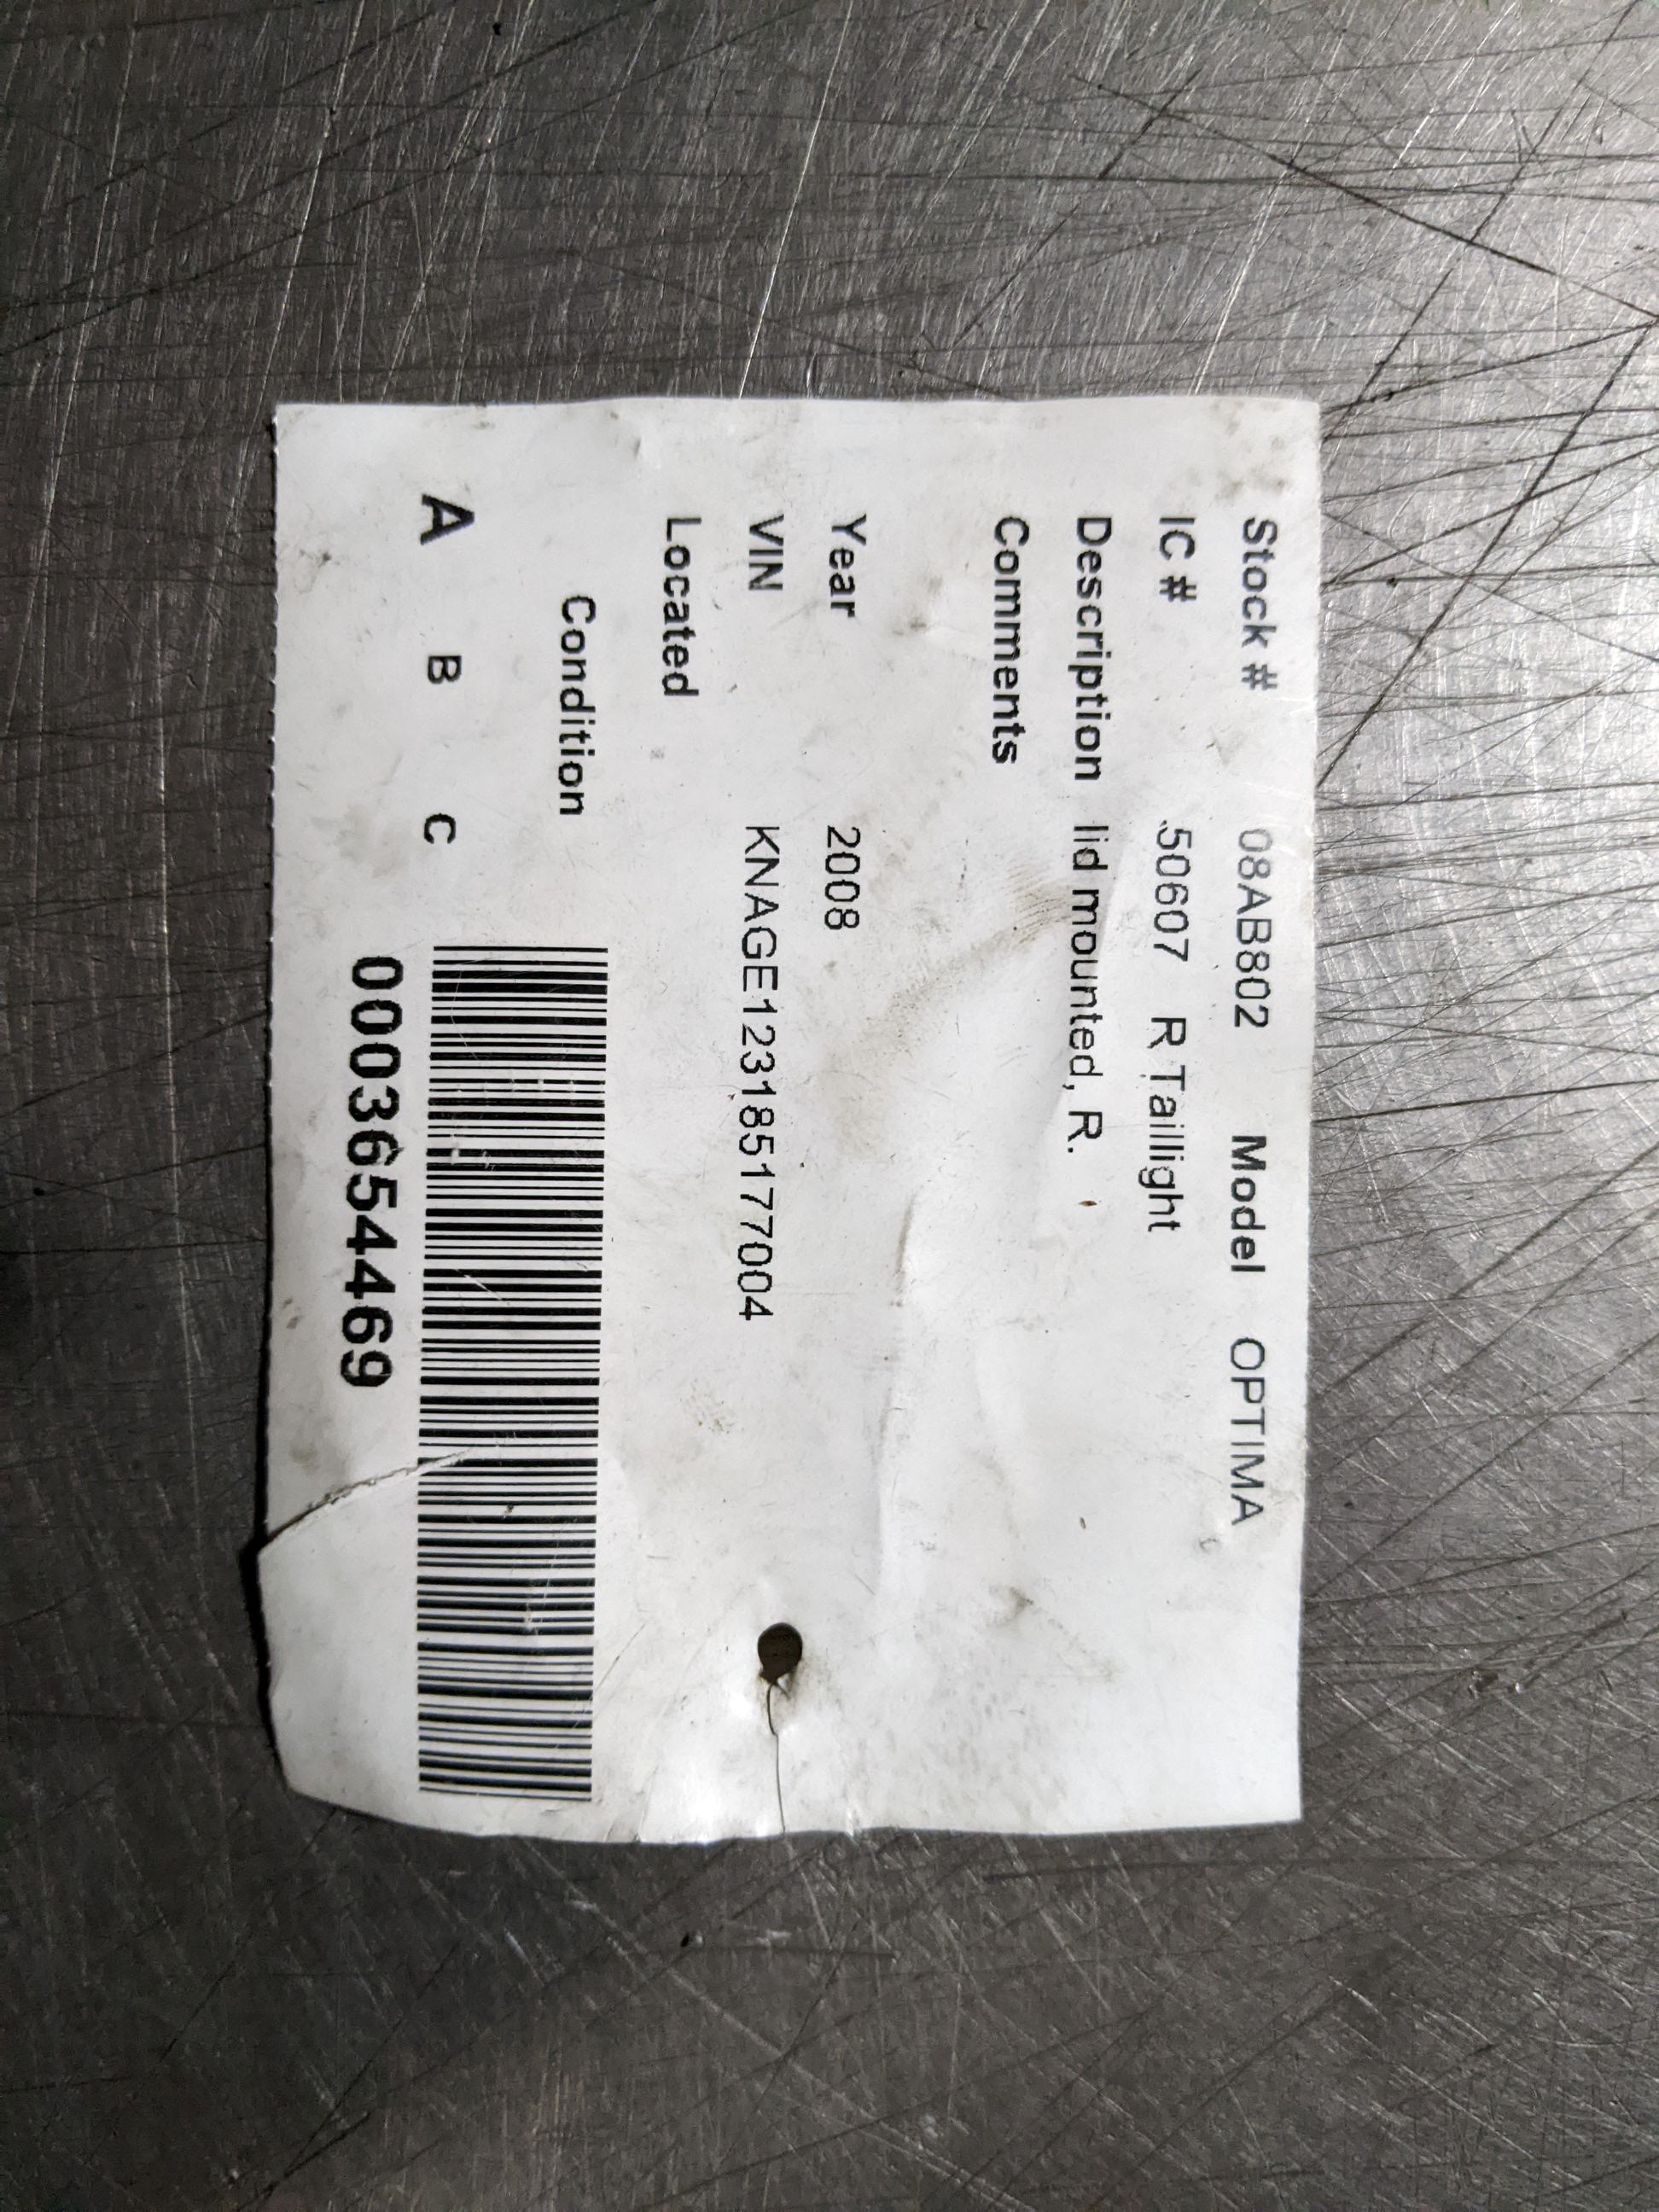 Stock # 08AB802 Model OPTIMA
IC # .50607 R Taillight
Description lid mounted, R.
Comments
Year 2008
VIN KNAGE123185177004
Located
Condition
A B C
0003654469